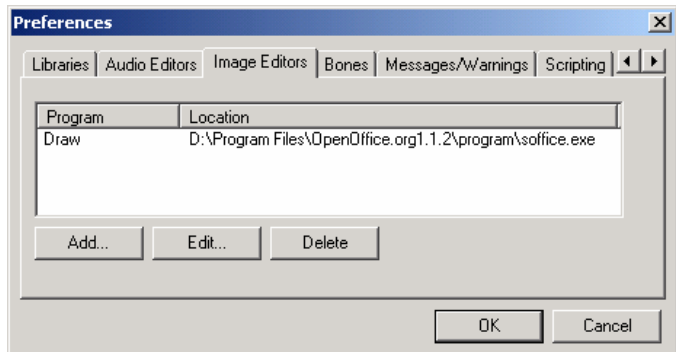 Preferences
Libraries Audio Editors Image Editors Bones Messages/Warnings Scripting
Program Location
Draw D:\Program Files\OpenOffice.org1.1.2\program\soffice.exe
Add... Edit... Delete
OK Cancel